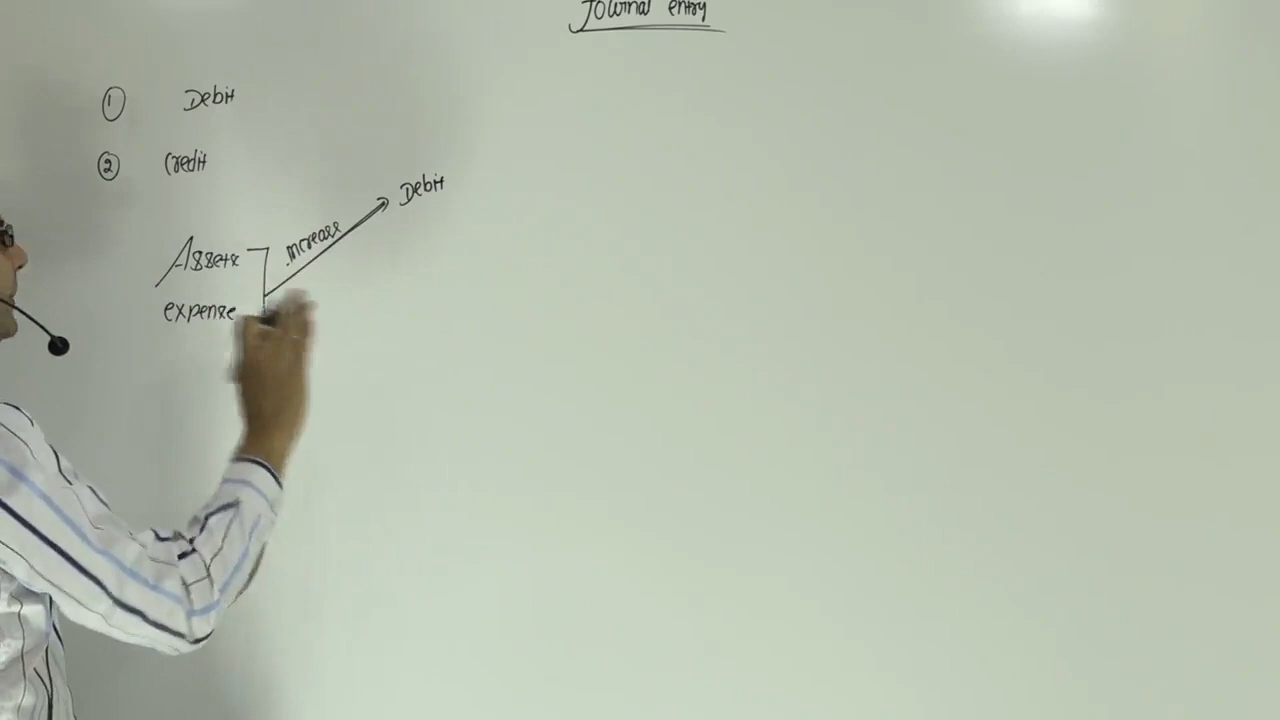 Journal entry
① Debit
② Credit
Debit
increase
Assets
expense